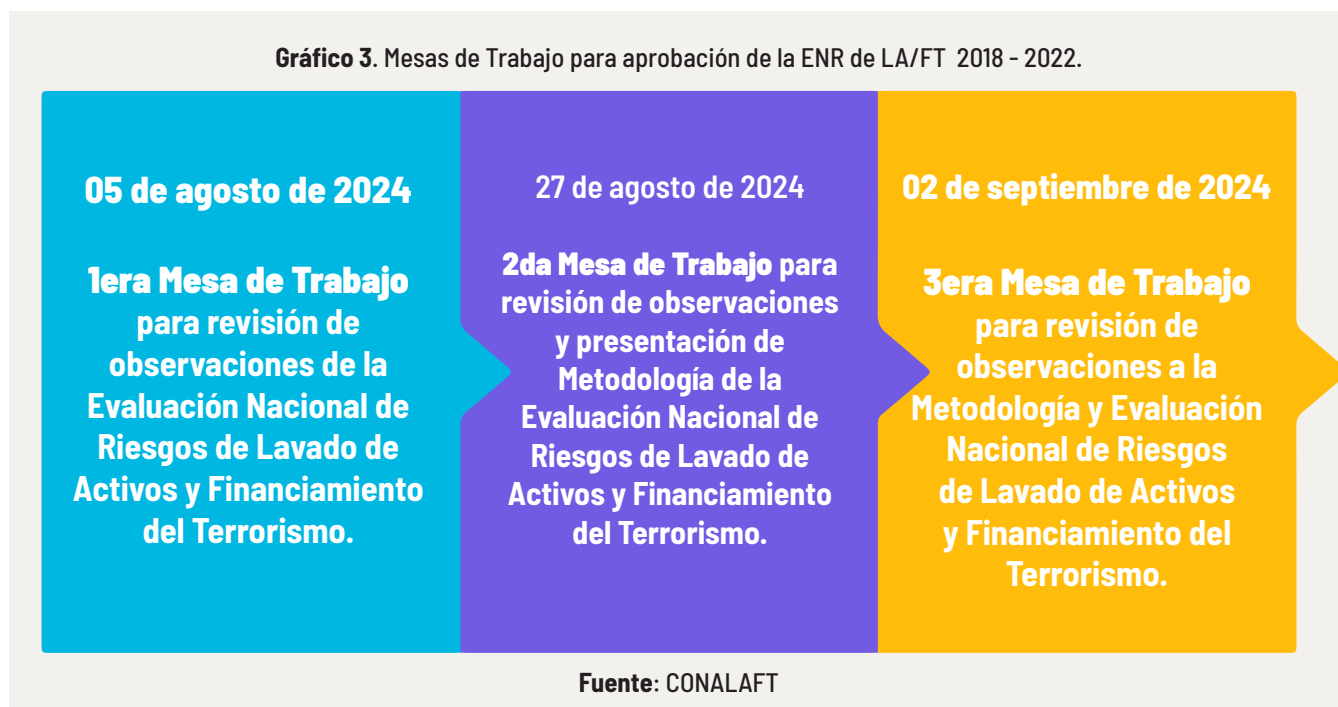 Gráfico 3. Mesas de Trabajo para aprobación de la ENR de LA/FT 2018 - 2022.
05 de agosto de 2024
1era Mesa de Trabajo
para revisión de
observaciones de la
Evaluación Nacional de
Riesgos de Lavado de
Activos y Financiamiento
del Terrorismo.
27 de agosto de 2024
2da Mesa de Trabajo para
revisión de observaciones
y presentación de
Metodología de la
Evaluación Nacional de
Riesgos de Lavado de
Activos y Financiamiento
del Terrorismo.
02 de septiembre de 2024
3era Mesa de Trabajo
para revisión de
observaciones a la
Metodología y Evaluación
Nacional de Riesgos
de Lavado de Activos
y Financiamiento del
Terrorismo.
Fuente: CONALAFT